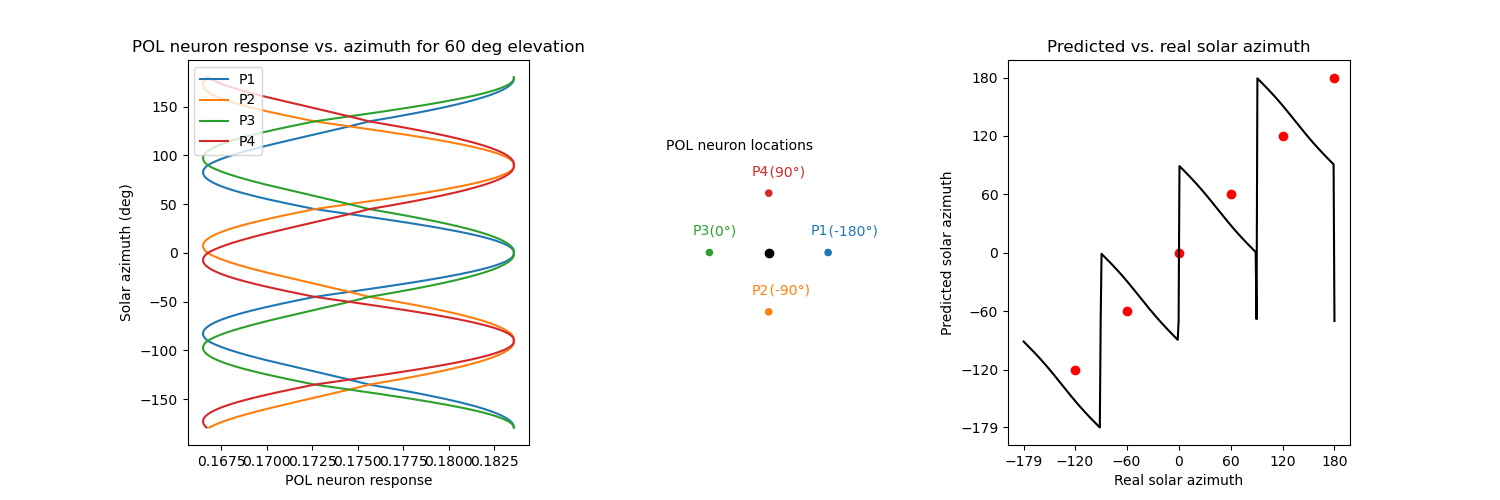 POL neuron response vs. azimuth for 60 deg elevation
P1
P2
P3
P4
150
100
50
0
−50
−100
−150
Solar azimuth (deg)
0.1675 0.1700 0.1725 0.1750 0.1775 0.1800 0.1825
POL neuron response
POL neuron locations
P4 (90°)
P3 (0°)
P1 (-180°)
P2 (-90°)
Predicted vs. real solar azimuth
180
120
60
0
−60
−120
−179
Predicted solar azimuth
−179 −120 −60 0 60 120 180
Real solar azimuth